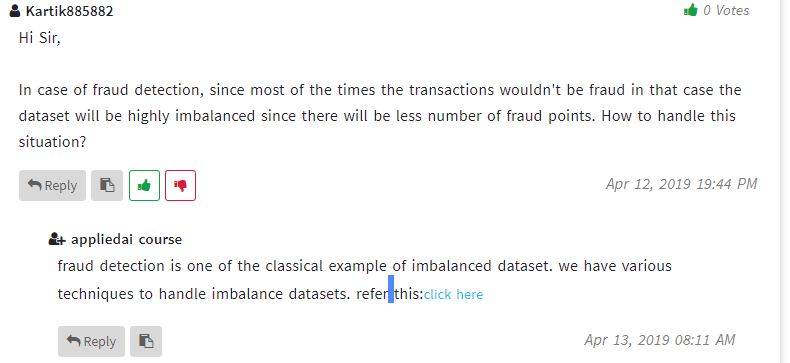 Kartik885882
0 Votes
Hi Sir,
In case of fraud detection, since most of the times the transactions wouldn't be fraud in that case the
dataset will be highly imbalanced since there will be less number of fraud points. How to handle this
situation?
Reply
Apr 12, 2019 19:44 PM
appliedai course
fraud detection is one of the classical example of imbalanced dataset. we have various
techniques to handle imbalance datasets. refer this:click here
Reply
Apr 13, 2019 08:11 AM